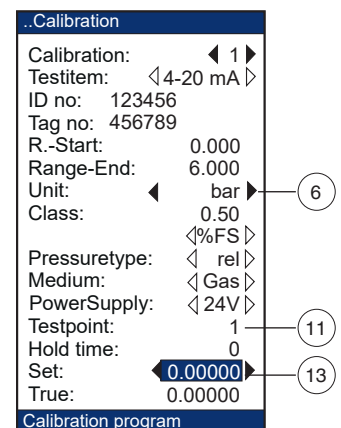 ..Calibration
Calibration: 1
Testitem: 4-20 mA
ID no: 123456
Tag no: 456789
R.-Start: 0.000
Range-End: 6.000
Unit: bar 6
Class: 0.50
%FS
Pressuretype: rel
Medium: Gas
PowerSupply: 24V
Testpoint: 1 11
Hold time: 0
Set: 0.00000 13
True: 0.00000
Calibration program